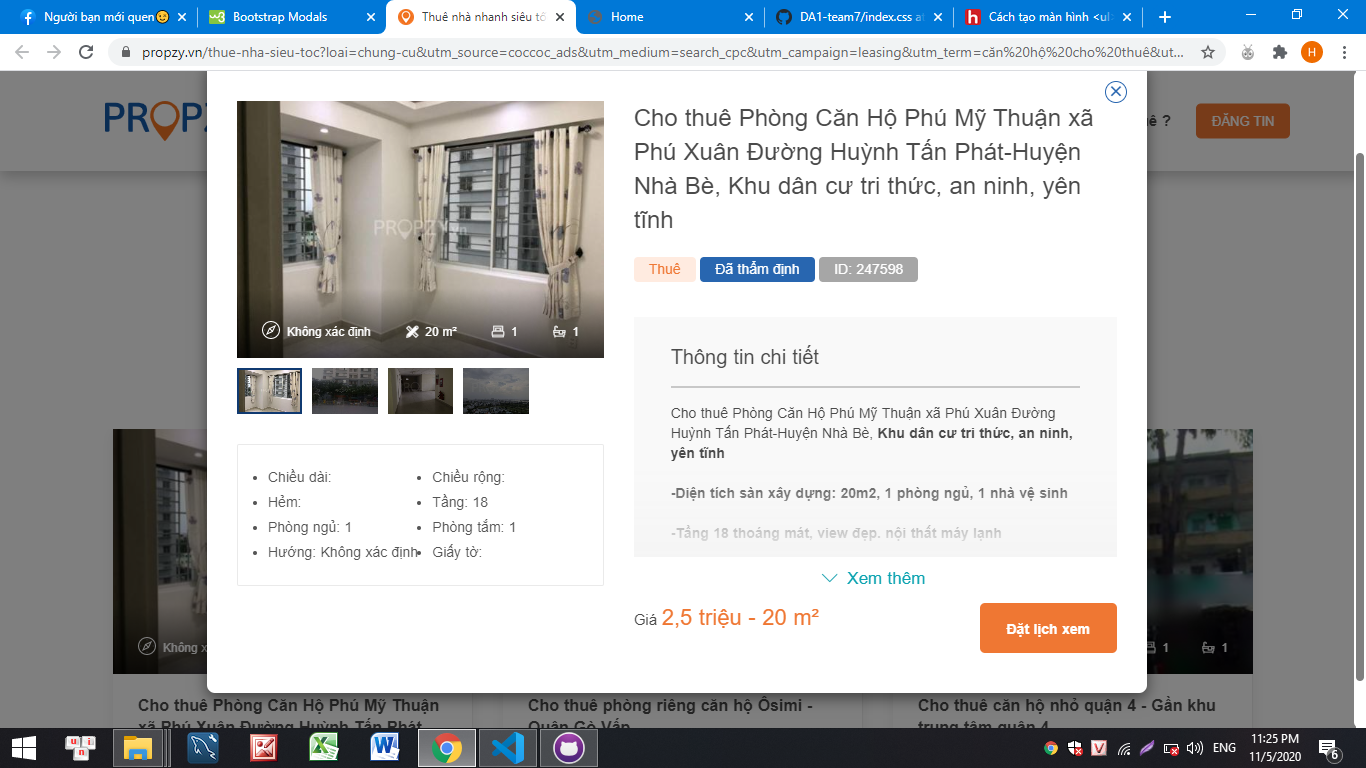 Người bạn mới quen
Bootstrap Modals
Thuê nhà nhanh siêu tố
Home
DA1-team7/index.css a
Cách tạo màn hình <ul
propzy.vn/thue-nha-sieu-toc?loai=chung-cu&utm_source=coccoc_ads&utm_medium=search_cpc&utm_campaign=leasing&utm_term=căn%20hộ%20cho%20thuê&ut...
H
PROPZ
ê ?
ĐĂNG TIN
PROPZY.vn
Không xác định
20 m²
1
1
Chiều dài:
Chiều rộng:
Hẻm:
Tầng: 18
Phòng ngủ: 1
Phòng tắm: 1
Hướng: Không xác định
Giấy tờ:
Cho thuê Phòng Căn Hộ Phú Mỹ Thuận xã
Phú Xuân Đường Huỳnh Tấn Phát-Huyện
Nhà Bè, Khu dân cư tri thức, an ninh, yên
tĩnh
Thuê
Đã thẩm định
ID: 247598
Thông tin chi tiết
Cho thuê Phòng Căn Hộ Phú Mỹ Thuận xã Phú Xuân Đường
Huỳnh Tấn Phát-Huyện Nhà Bè, Khu dân cư tri thức, an ninh,
yên tĩnh
-Diện tích sàn xây dựng: 20m2, 1 phòng ngủ, 1 nhà vệ sinh
-Tầng 18 thoáng mát, view đẹp. nội thất máy lạnh
Xem thêm
Giá 2,5 triệu - 20 m²
Đặt lịch xem
Không x
1
1
Cho thuê Phòng Căn Hộ Phú Mỹ Thuận
xã Phú Xuân Đường Huỳnh Tấn Phát
Cho thuê phòng riêng căn hộ Ôsimi -
Quận Gò Vấp
Cho thuê căn hộ nhỏ quận 4 - Gần khu
trung tâm quận 4
ENG
11:25 PM
11/5/2020
6